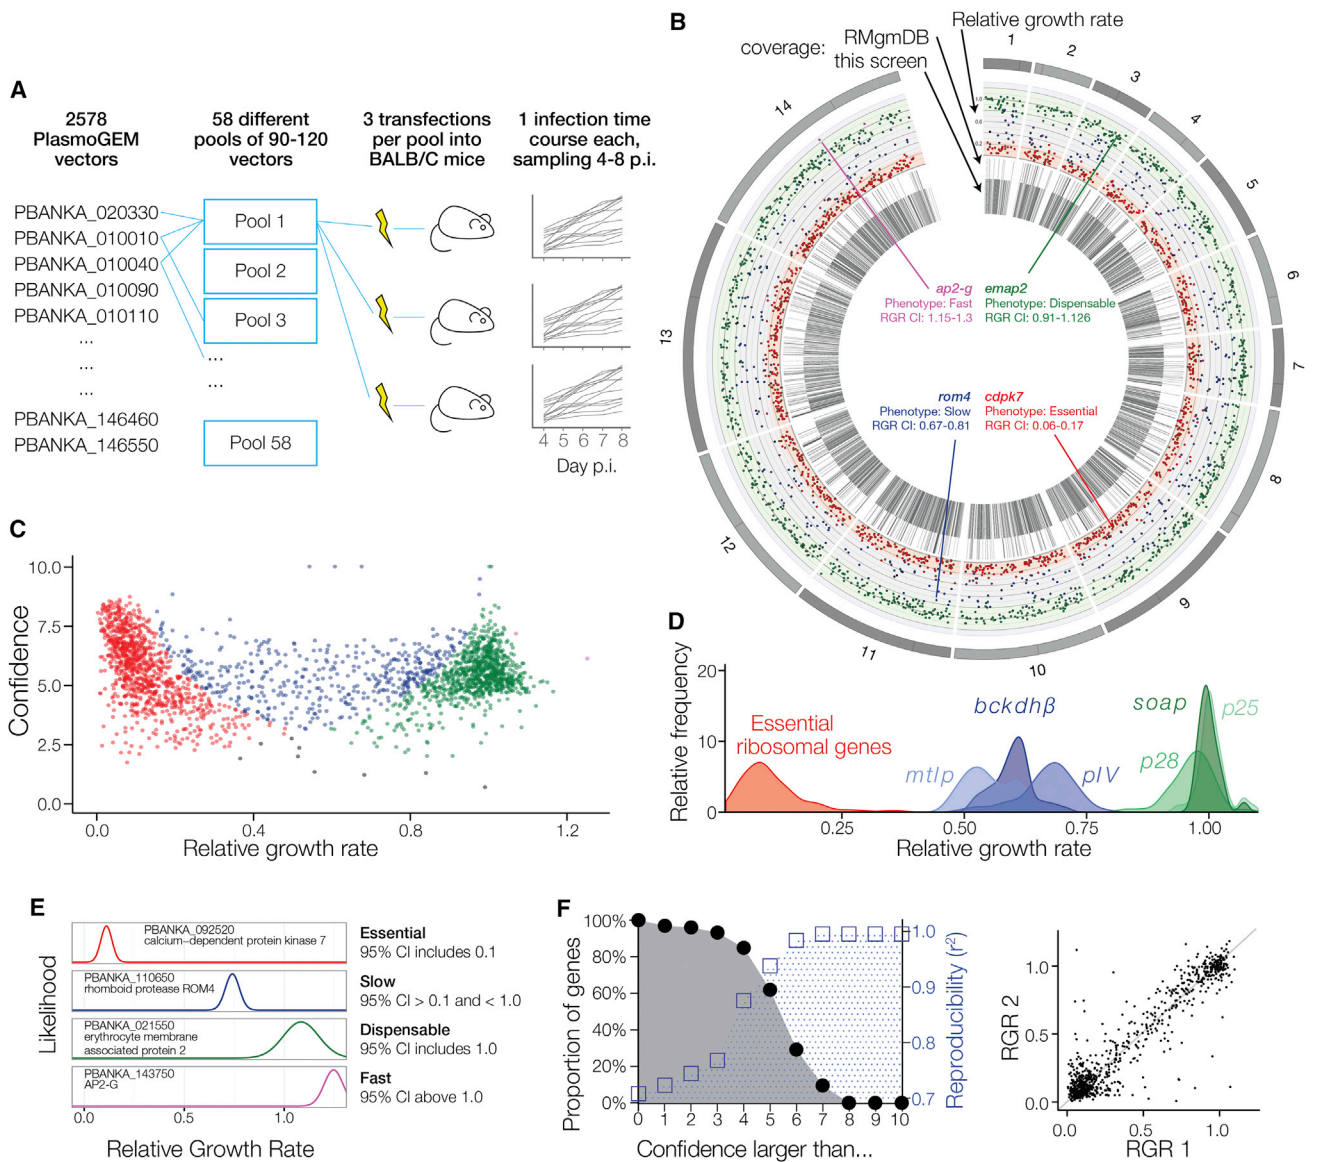 A
2578
PlasmoGEM
vectors
58 different
pools of 90-120
vectors
3 transfections
per pool into
BALB/C mice
1 infection time
course each,
sampling 4-8 p.i.
PBANKA_020330
PBANKA_010010
PBANKA_010040
PBANKA_010090
PBANKA_010110
...
...
...
PBANKA_146460
PBANKA_146550
Pool 1
Pool 2
Pool 3
...
...
Pool 58
4 5 6 7 8
Day p.i.
B
Relative growth rate
RMgmDB
coverage:
this screen
1
2
3
4
5
6
7
8
9
10
11
12
13
14
ap2-g
Phenotype: Fast
RGR CI: 1.15-1.3
emap2
Phenotype: Dispensable
RGR CI: 0.91-1.126
rom4
Phenotype: Slow
RGR CI: 0.67-0.81
cdpk7
Phenotype: Essential
RGR CI: 0.06-0.17
C
Confidence
10.0
7.5
5.0
2.5
0.0
0.0 0.4 0.8 1.2
Relative growth rate
D
Relative frequency
20
10
0
Essential
ribosomal genes
mtlp
bckdhβ
plV
soap
p25
p28
0.25 0.50 0.75 1.00
Relative growth rate
E
Likelihood
PBANKA_092520
calcium-dependent protein kinase 7
PBANKA_110650
rhomboid protease ROM4
PBANKA_021550
erythrocyte membrane
associated protein 2
PBANKA_143750
AP2-G
0.0 0.5 1.0
Relative Growth Rate
Essential
95% CI includes 0.1
Slow
95% CI > 0.1 and < 1.0
Dispensable
95% CI includes 1.0
Fast
95% CI above 1.0
F
Proportion of genes
100%
80%
60%
40%
20%
0%
0 1 2 3 4 5 6 7 8 9 10
Confidence larger than...
1.0
0.9
0.8
0.7
Reproducibility (r²)
RGR 2
1.0
0.5
0.0
0.0 0.5 1.0
RGR 1